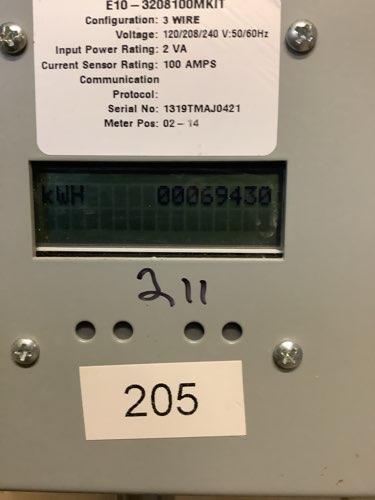 E10-3208100MKIT
Configuration: 3 WIRE
Voltage: 120/208/240 V:50/60Hz
Input Power Rating: 2 VA
Current Sensor Rating: 100 AMPS
Communication
Protocol:
Serial No: 1319TMAJ0421
Meter Pos: 02-14
kWH 00069430
211
205